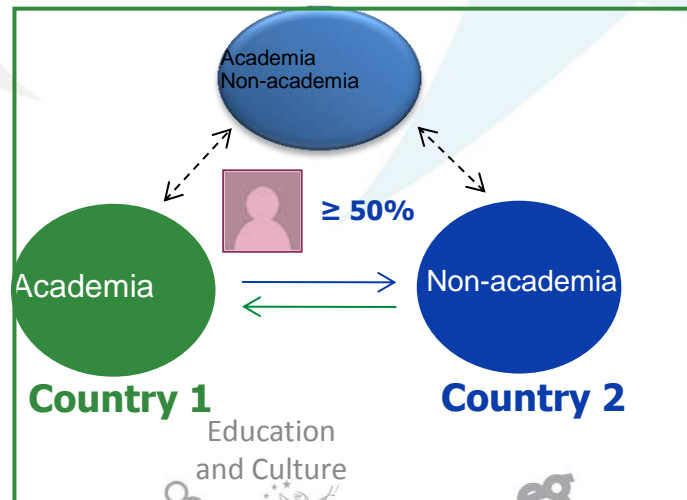 Academia
Non-academia
≥ 50%
Academia
Non-academia
Country 1
Country 2
Education
and Culture